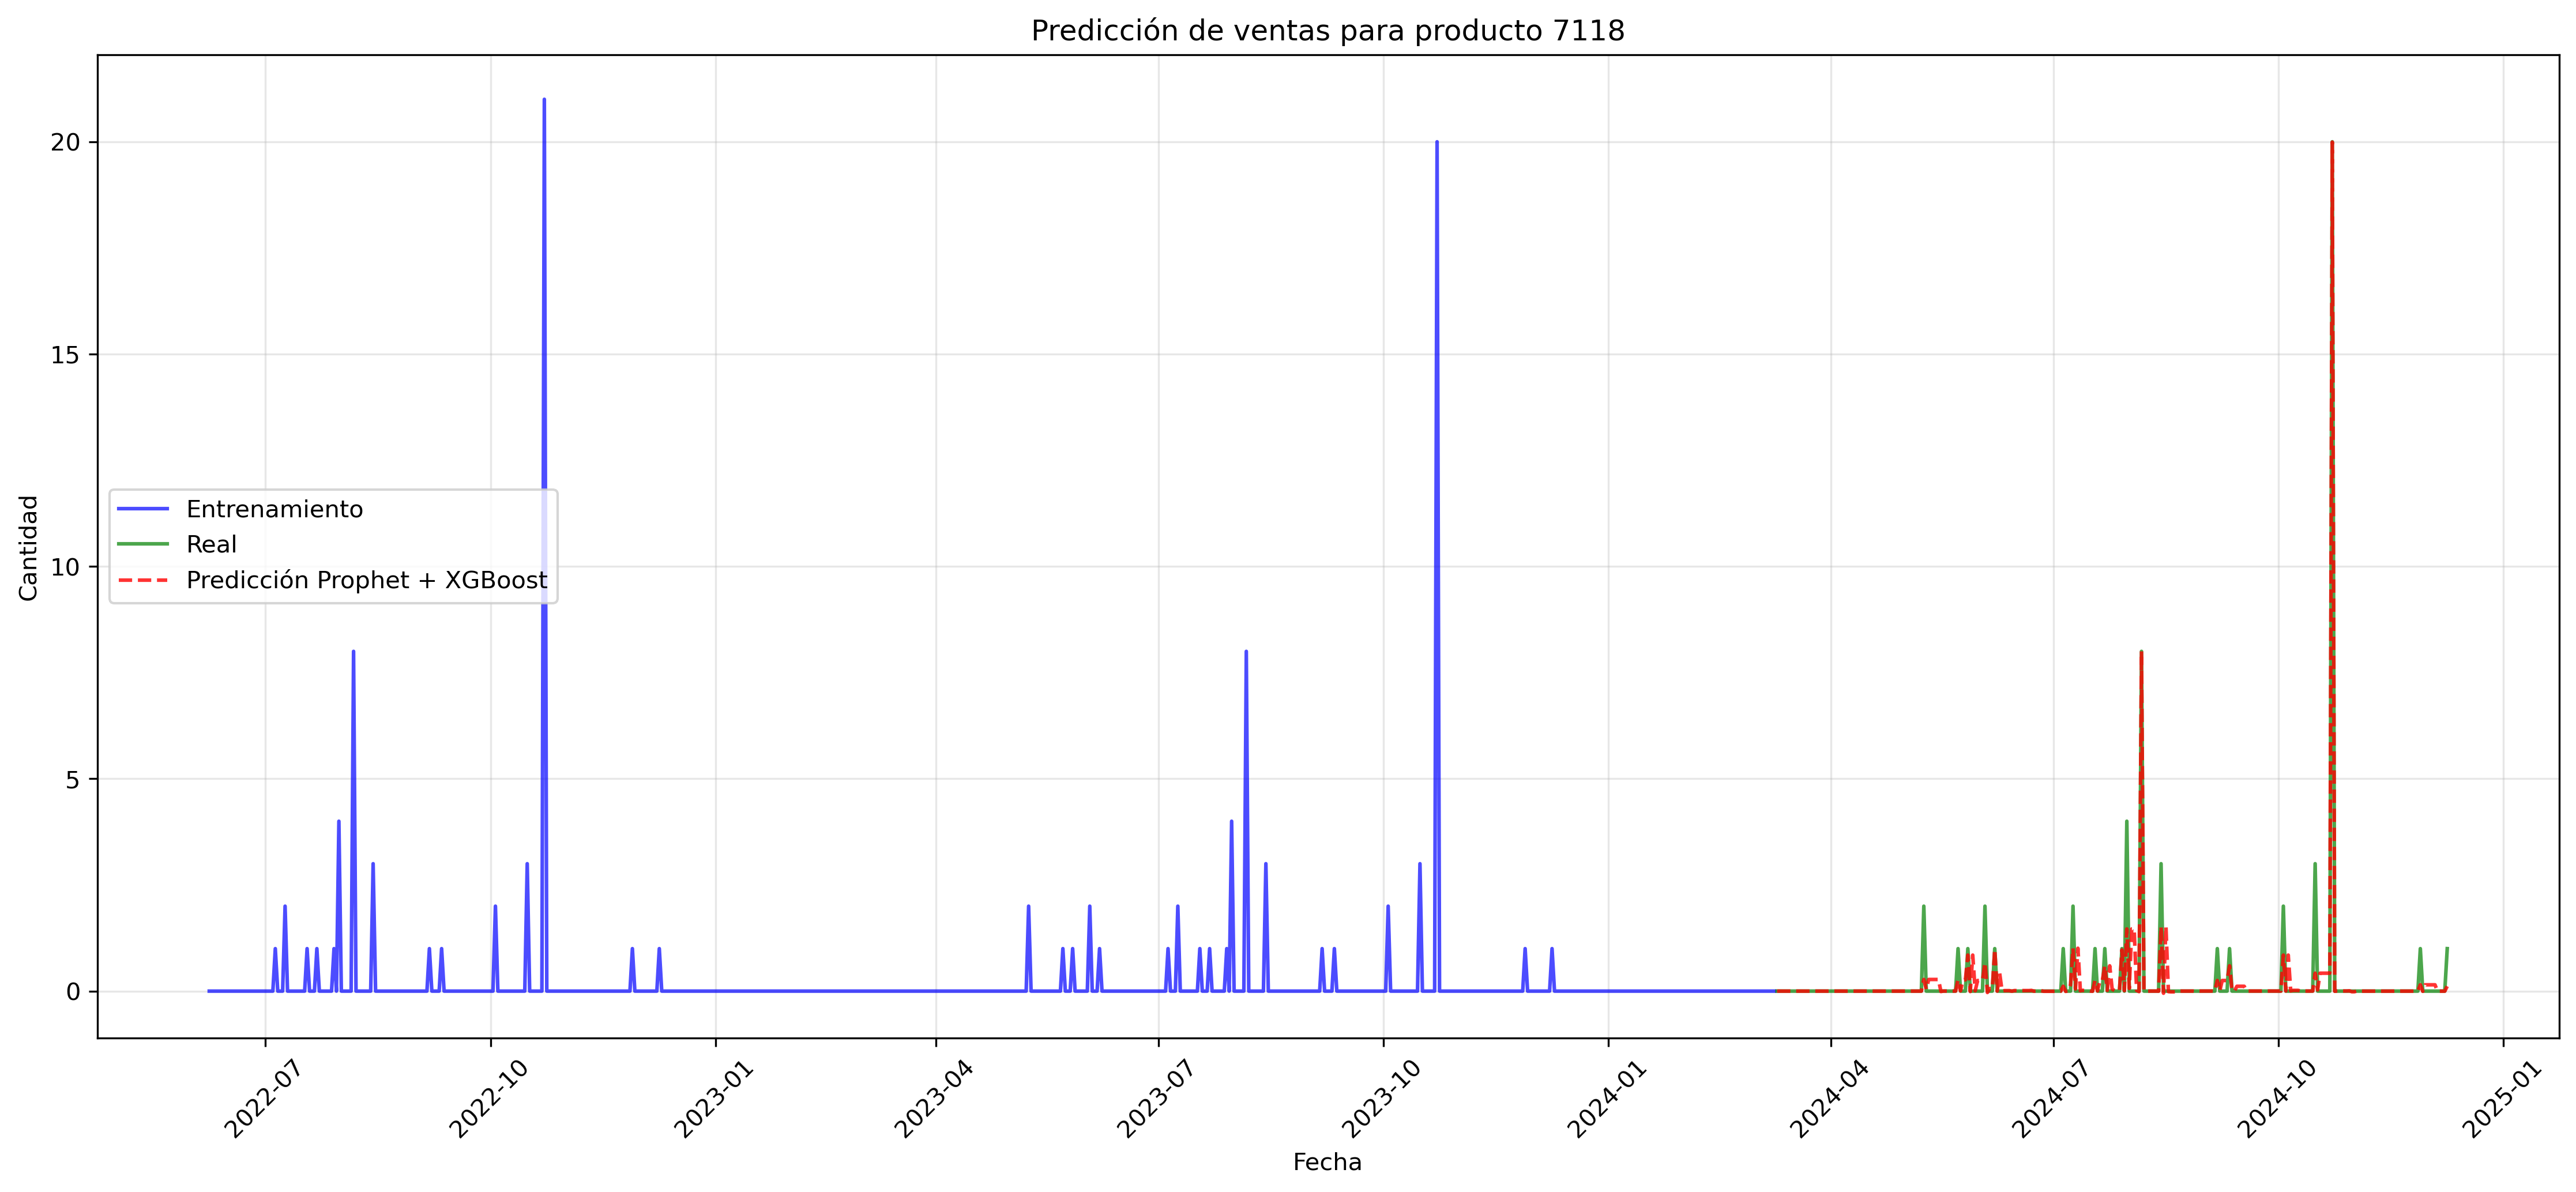 Predicción de ventas para producto 7118
20
15
10
5
0
Cantidad
Entrenamiento
Real
Predicción Prophet + XGBoost
2022-07
2022-10
2023-01
2023-04
2023-07
2023-10
2024-01
2024-04
2024-07
2024-10
2025-01
Fecha